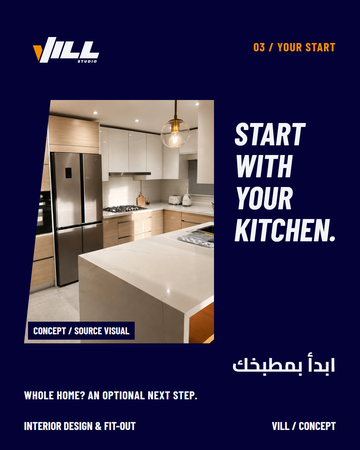 VILL
STUDIO
03 / YOUR START
START
WITH
YOUR
KITCHEN.
CONCEPT / SOURCE VISUAL
ابدأ بمطبخك
WHOLE HOME? AN OPTIONAL NEXT STEP.
INTERIOR DESIGN & FIT-OUT
VILL / CONCEPT